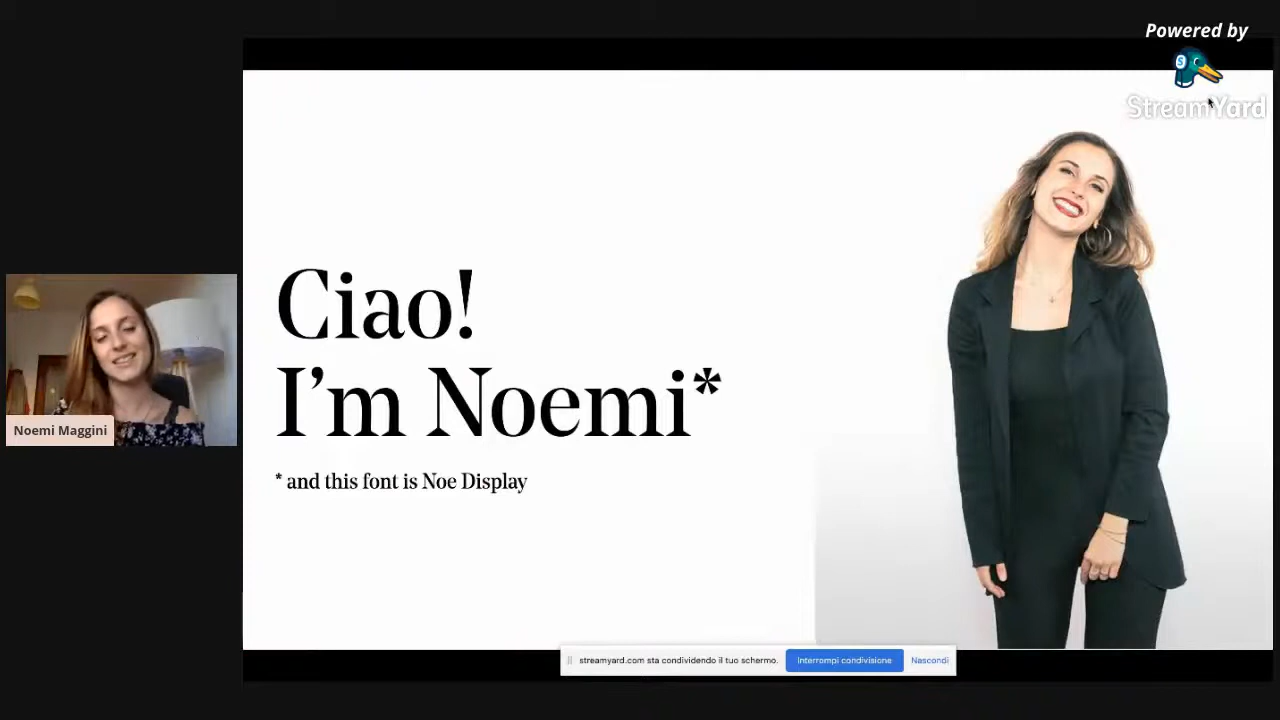 Powered by
StreamYard
Ciao!
I'm Noemi*
* and this font is Noe Display
Noemi Maggini
streamyard.com sta condividendo il tuo schermo.
Interrompi condivisione
Nascondi